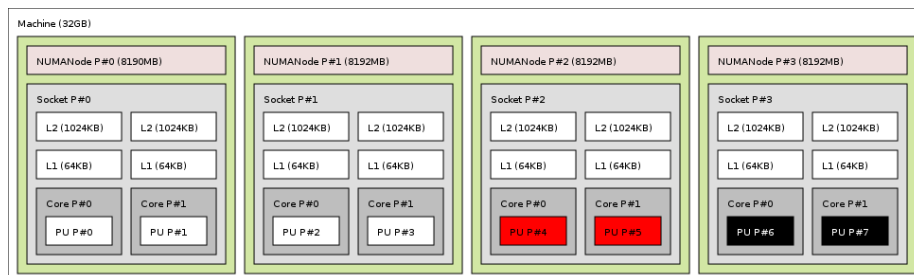 Machine (32GB)
NUMANode P#0 (8190MB)
NUMANode P#1 (8192MB)
NUMANode P#2 (8192MB)
NUMANode P#3 (8192MB)
Socket P#0
Socket P#1
Socket P#2
Socket P#3
L2 (1024KB)
L2 (1024KB)
L2 (1024KB)
L2 (1024KB)
L2 (1024KB)
L2 (1024KB)
L2 (1024KB)
L2 (1024KB)
L1 (64KB)
L1 (64KB)
L1 (64KB)
L1 (64KB)
L1 (64KB)
L1 (64KB)
L1 (64KB)
L1 (64KB)
Core P#0
Core P#1
Core P#0
Core P#1
Core P#0
Core P#1
Core P#0
Core P#1
PU P#0
PU P#1
PU P#2
PU P#3
PU P#4
PU P#5
PU P#6
PU P#7